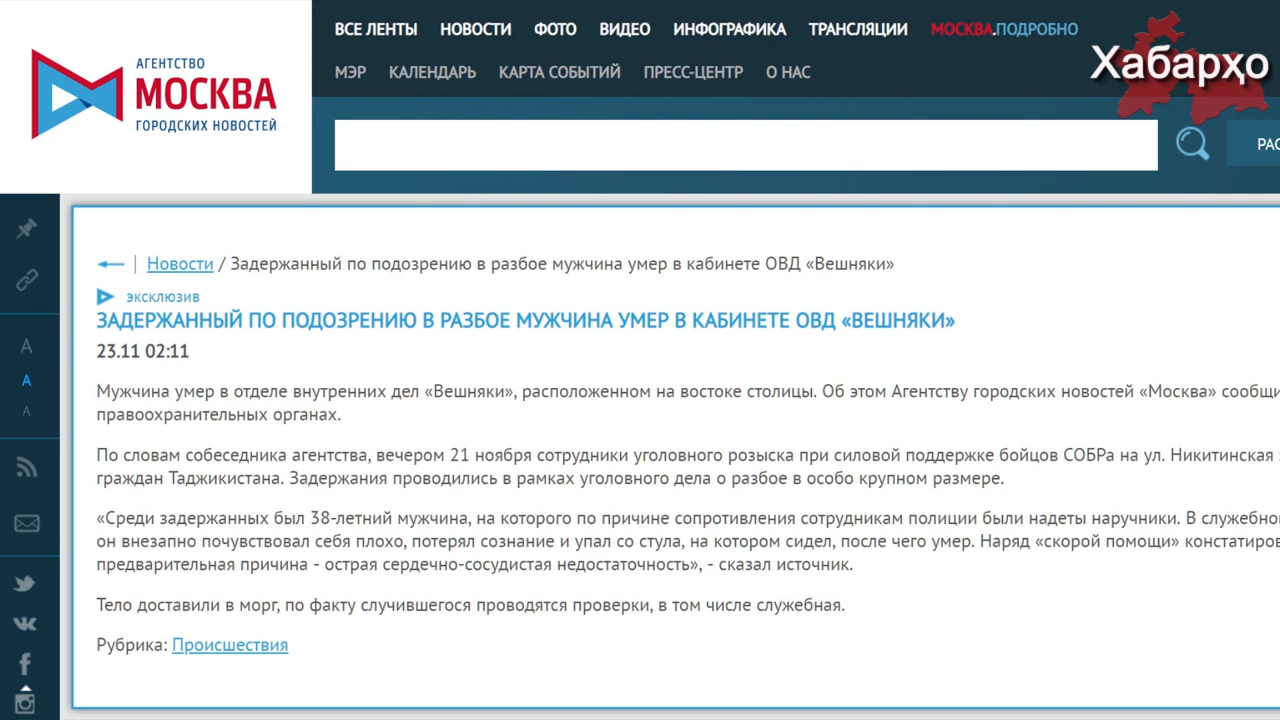 АГЕНТСТВО
МОСКВА
ГОРОДСКИХ НОВОСТЕЙ
ВСЕ ЛЕНТЫ НОВОСТИ ФОТО ВИДЕО ИНФОГРАФИКА ТРАНСЛЯЦИИ МОСКВА.ПОДРОБНО
МЭР КАЛЕНДАРЬ КАРТА СОБЫТИЙ ПРЕСС-ЦЕНТР О НАС
Хабарҳо
Новости / Задержанный по подозрению в разбое мужчина умер в кабинете ОВД «Вешняки»
эксклюзив
ЗАДЕРЖАННЫЙ ПО ПОДОЗРЕНИЮ В РАЗБОЕ МУЖЧИНА УМЕР В КАБИНЕТЕ ОВД «ВЕШНЯКИ»
23.11 02:11
Мужчина умер в отделе внутренних дел «Вешняки», расположенном на востоке столицы. Об этом Агентству городских новостей «Москва»
правоохранительных органах.
По словам собеседника агентства, вечером 21 ноября сотрудники уголовного розыска при силовой поддержке бойцов СОБРа на ул. Никитинская
граждан Таджикистана. Задержания проводились в рамках уголовного дела о разбое в особо крупном размере.
«Среди задержанных был 38-летний мужчина, на которого по причине сопротивления сотрудникам полиции были надеты наручники. В
он внезапно почувствовал себя плохо, потерял сознание и упал со стула, на котором сидел, после чего умер. Наряд «скорой помощи»
предварительная причина - острая сердечно-сосудистая недостаточность», - сказал источник.
Тело доставили в морг, по факту случившегося проводятся проверки, в том числе служебная.
Рубрика: Происшествия
A
A
A